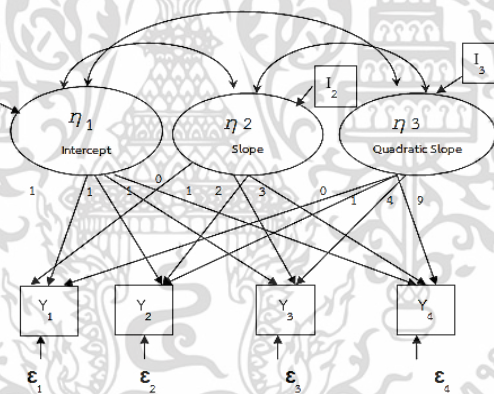 I 3
I 2
η 1 η 2 η 3
Intercept Slope Quadratic Slope
1 1 1 0 1 2 3 0 1 4 9
Y 1 Y 2 Y 3 Y 4
ε 1 ε 2 ε 3 ε 4